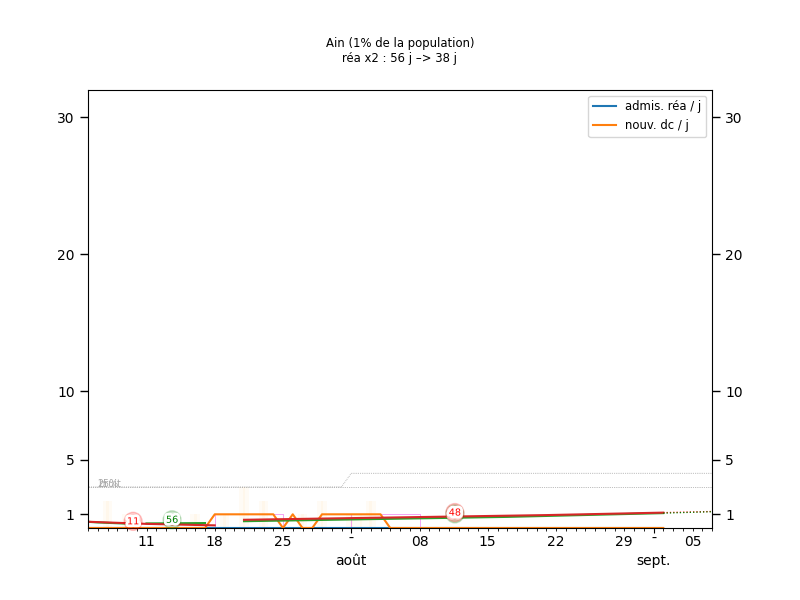 Ain (1% de la population)
réa x2 : 56 j –> 38 j
admis. réa / j
nouv. dc / j
30 30
20 20
10 10
5 5
1 1
11 56 48
11 18 25 - 08 15 22 29 - 05
août sept.